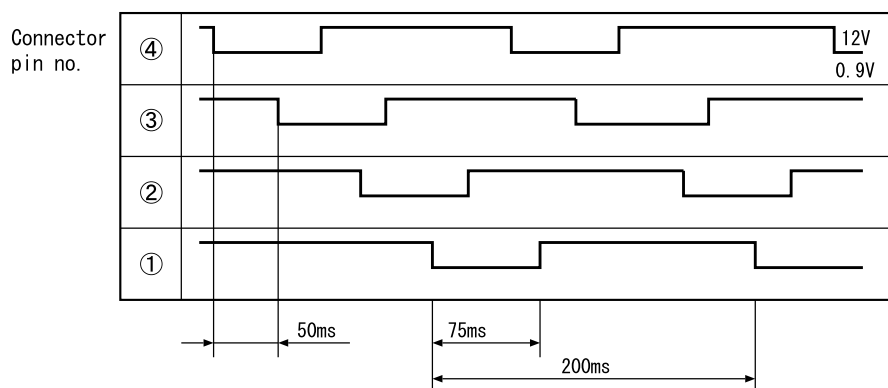 Connector
pin no.
④
12V
0.9V
③
②
①
50ms
75ms
200ms